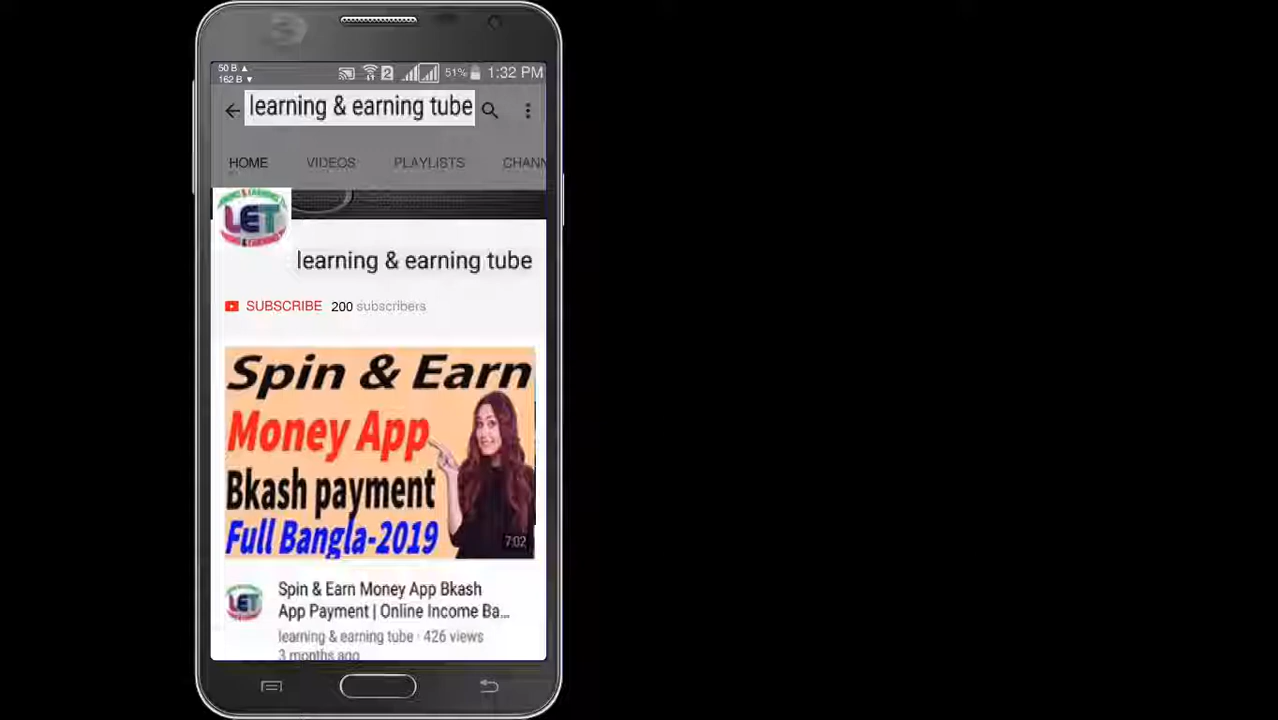 50 B
162 B
2
51%
1:32 PM
learning & earning tube
HOME
VIDEOS
PLAYLISTS
CHANN
LET
learning & earning tube
SUBSCRIBE 200 subscribers
Spin & Earn
Money App
Bkash payment
Full Bangla-2019
7:02
LET
Spin & Earn Money App Bkash
App Payment | Online Income Ba...
learning & earning tube · 426 views
3 months ago